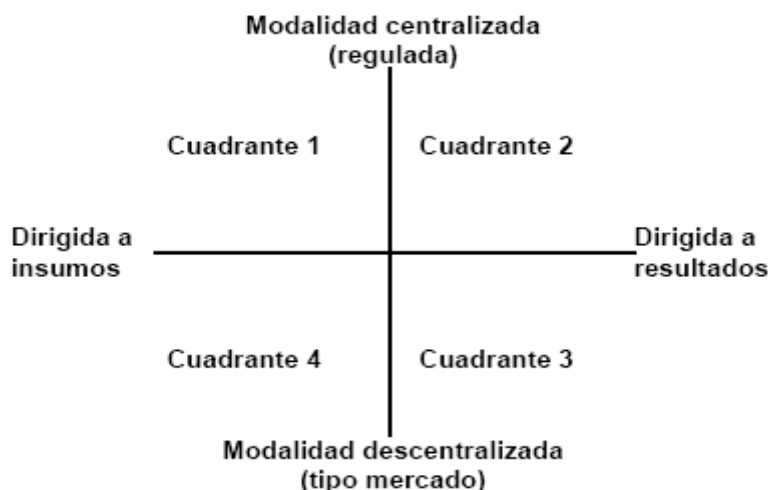 Modalidad centralizada
(regulada)
Cuadrante 1
Cuadrante 2
Dirigida a
insumos
Dirigida a
resultados
Cuadrante 4
Cuadrante 3
Modalidad descentralizada
(tipo mercado)